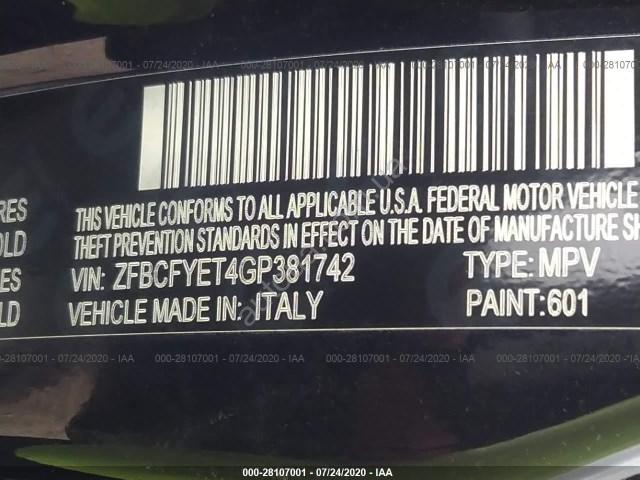 000-28107001 - 07/24/2020 - IAA
THIS VEHICLE CONFORMS TO ALL APPLICABLE U.S.A. FEDERAL MOTOR VEHICLE
THEFT PREVENTION STANDARDS IN EFFECT ON THE DATE OF MANUFACTURE SH
VIN: ZFBCFYET4GP381742 TYPE: MPV
VEHICLE MADE IN: ITALY PAINT:601
RES
OLD
ES
LD
000-28107001 - 07/24/2020 - IAA
000-28107001 - 07/24/2020 - IAA